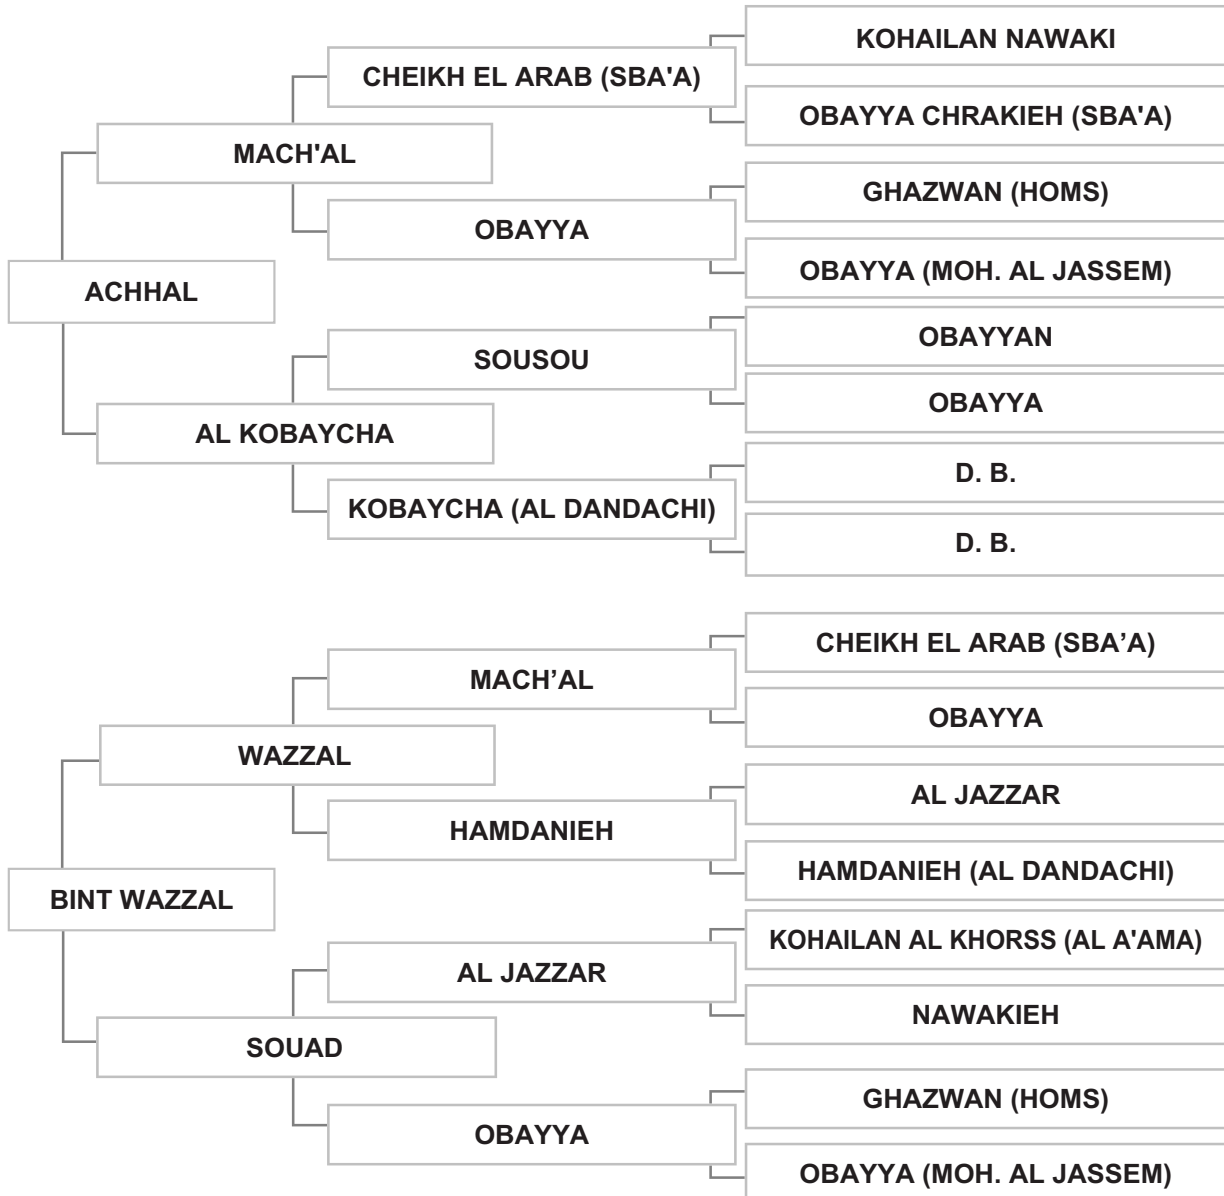 KOHAILAN NAWAKI
CHEIKH EL ARAB (SBA'A)
OBAYYA CHRAKIEH (SBA'A)
MACH'AL
GHAZWAN (HOMS)
OBAYYA
OBAYYA (MOH. AL JASSEM)
ACHHAL
OBAYYAN
SOUSOU
OBAYYA
AL KOBAYCHA
D. B.
KOBAYCHA (AL DANDACHI)
D. B.
CHEIKH EL ARAB (SBA’A)
MACH’AL
OBAYYA
WAZZAL
AL JAZZAR
HAMDANIEH
HAMDANIEH (AL DANDACHI)
BINT WAZZAL
KOHAILAN AL KHORSS (AL A'AMA)
AL JAZZAR
NAWAKIEH
SOUAD
GHAZWAN (HOMS)
OBAYYA
OBAYYA (MOH. AL JASSEM)